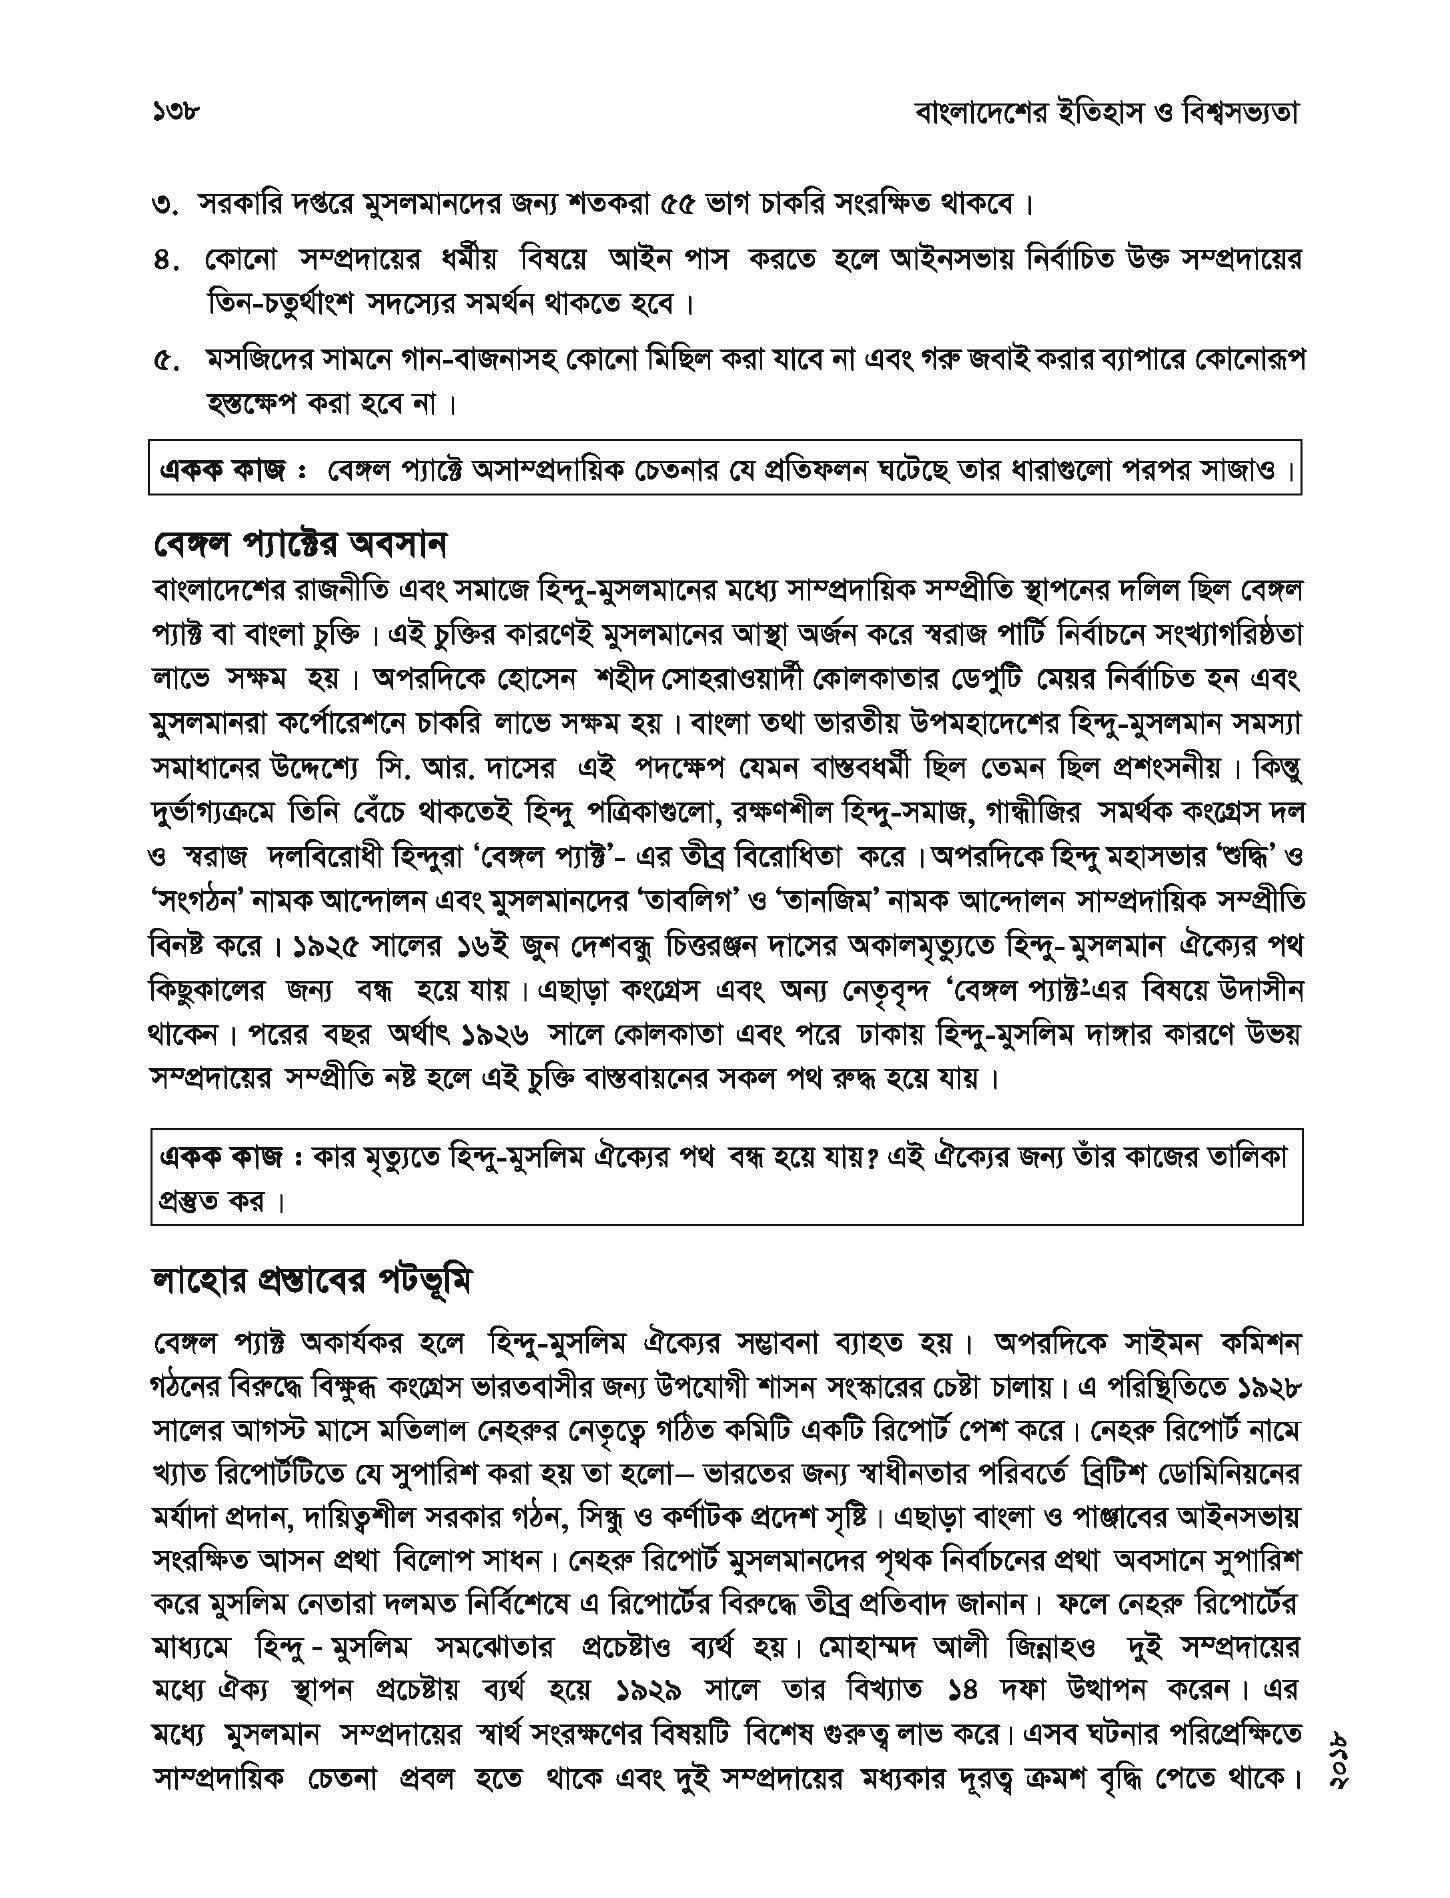 ১৩৮
বাংলাদেশের ইতিহাস ও বিশ্বসভ্যতা
৩. সরকারি দপ্তরে মুসলমানদের জন্য শতকরা ৫৫ ভাগ চাকরি সংরক্ষিত থাকবে।
৪. কোনো সম্প্রদায়ের ধর্মীয় বিষয়ে আইন পাস করতে হলে আইনসভায় নির্বাচিত উক্ত সম্প্রদায়ের
তিন-চতুর্থাংশ সদস্যের সমর্থন থাকতে হবে।
৫. মসজিদের সামনে গান-বাজনাসহ কোনো মিছিল করা যাবে না এবং গরু জবাই করার ব্যাপারে কোনোরূপ
হস্তক্ষেপ করা হবে না।
একক কাজ : বেঙ্গল প্যাক্টে অসাম্প্রদায়িক চেতনার যে প্রতিফলন ঘটেছে তার ধারাগুলো পরপর সাজাও।
বেঙ্গল প্যাক্টের অবসান
বাংলাদেশের রাজনীতি এবং সমাজে হিন্দু-মুসলমানের মধ্যে সাম্প্রদায়িক সম্প্রীতি স্থাপনের দলিল ছিল বেঙ্গল
প্যাক্ট বা বাংলা চুক্তি। এই চুক্তির কারণেই মুসলমানের আস্থা অর্জন করে স্বরাজ পার্টি নির্বাচনে সংখ্যাগরিষ্ঠতা
লাভে সক্ষম হয়। অপরদিকে হোসেন শহীদ সোহরাওয়ার্দী কোলকাতার ডেপুটি মেয়র নির্বাচিত হন এবং
মুসলমানরা কর্পোরেশনে চাকরি লাভে সক্ষম হয়। বাংলা তথা ভারতীয় উপমহাদেশের হিন্দু-মুসলমান সমস্যা
সমাধানের উদ্দেশ্যে সি. আর. দাসের এই পদক্ষেপ যেমন বাস্তবধর্মী ছিল তেমন ছিল প্রশংসনীয়। কিন্তু
দুর্ভাগ্যক্রমে তিনি বেঁচে থাকতেই হিন্দু পত্রিকাগুলো, রক্ষণশীল হিন্দু-সমাজ, গান্ধীজির সমর্থক কংগ্রেস দল
ও স্বরাজ দলবিরোধী হিন্দুরা ‘বেঙ্গল প্যাক্ট’- এর তীব্র বিরোধিতা করে। অপরদিকে হিন্দু মহাসভার ‘শুদ্ধি’ ও
‘সংগঠন’ নামক আন্দোলন এবং মুসলমানদের ‘তাবলিগ’ ও ‘তানজিম’ নামক আন্দোলন সাম্প্রদায়িক সম্প্রীতি
বিনষ্ট করে। ১৯২৫ সালের ১৬ই জুন দেশবন্ধু চিত্তরঞ্জন দাসের অকালমৃত্যুতে হিন্দু-মুসলমান ঐক্যের পথ
কিছুকালের জন্য বন্ধ হয়ে যায়। এছাড়া কংগ্রেস এবং অন্য নেতৃবৃন্দ ‘বেঙ্গল প্যাক্ট’-এর বিষয়ে উদাসীন
থাকেন। পরের বছর অর্থাৎ ১৯২৬ সালে কোলকাতা এবং পরে ঢাকায় হিন্দু-মুসলিম দাঙ্গার কারণে উভয়
সম্প্রদায়ের সম্প্রীতি নষ্ট হলে এই চুক্তি বাস্তবায়নের সকল পথ রুদ্ধ হয়ে যায়।
একক কাজ : কার মৃত্যুতে হিন্দু-মুসলিম ঐক্যের পথ বন্ধ হয়ে যায়? এই ঐক্যের জন্য তাঁর কাজের তালিকা
প্রস্তুত কর।
লাহোর প্রস্তাবের পটভূমি
বেঙ্গল প্যাক্ট অকার্যকর হলে হিন্দু-মুসলিম ঐক্যের সম্ভাবনা ব্যাহত হয়। অপরদিকে সাইমন কমিশন
গঠনের বিরুদ্ধে বিক্ষুব্ধ কংগ্রেস ভারতবাসীর জন্য উপযোগী শাসন সংস্কারের চেষ্টা চালায়। এ পরিস্থিতিতে ১৯২৮
সালের আগস্ট মাসে মতিলাল নেহরুর নেতৃত্বে গঠিত কমিটি একটি রিপোর্ট পেশ করে। নেহরু রিপোর্ট নামে
খ্যাত রিপোর্টটিতে যে সুপারিশ করা হয় তা হলো– ভারতের জন্য স্বাধীনতার পরিবর্তে ব্রিটিশ ডোমিনিয়নের
মর্যাদা প্রদান, দায়িত্বশীল সরকার গঠন, সিন্ধু ও কর্ণাটক প্রদেশ সৃষ্টি। এছাড়া বাংলা ও পাঞ্জাবের আইনসভায়
সংরক্ষিত আসন প্রথা বিলোপ সাধন। নেহরু রিপোর্ট মুসলমানদের পৃথক নির্বাচনের প্রথা অবসানে সুপারিশ
করে মুসলিম নেতারা দলমত নির্বিশেষে এ রিপোর্টের বিরুদ্ধে তীব্র প্রতিবাদ জানান। ফলে নেহরু রিপোর্টের
মাধ্যমে হিন্দু - মুসলিম সমঝোতার প্রচেষ্টাও ব্যর্থ হয়। মোহাম্মদ আলী জিন্নাহও দুই সম্প্রদায়ের
মধ্যে ঐক্য স্থাপন প্রচেষ্টায় ব্যর্থ হয়ে ১৯২৯ সালে তার বিখ্যাত ১৪ দফা উত্থাপন করেন। এর
মধ্যে মুসলমান সম্প্রদায়ের স্বার্থ সংরক্ষণের বিষয়টি বিশেষ গুরুত্ব লাভ করে। এসব ঘটনার পরিপ্রেক্ষিতে
সাম্প্রদায়িক চেতনা প্রবল হতে থাকে এবং দুই সম্প্রদায়ের মধ্যকার দূরত্ব ক্রমশ বৃদ্ধি পেতে থাকে।
২০১৮